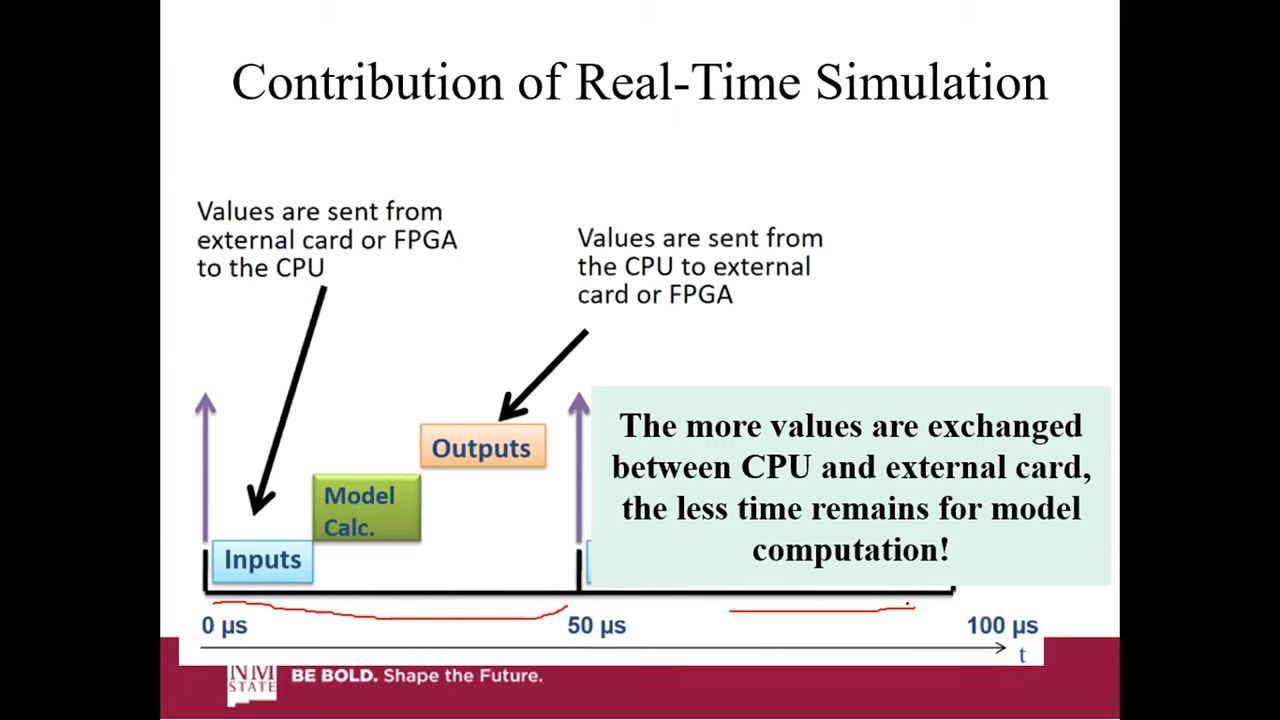 Contribution of Real-Time Simulation
Values are sent from
external card or FPGA
to the CPU
Values are sent from
the CPU to external
card or FPGA
Outputs
Model
Calc.
Inputs
The more values are exchanged
between CPU and external card,
the less time remains for model
computation!
0 µs
50 µs
100 µs
t
NM
STATE
BE BOLD. Shape the Future.